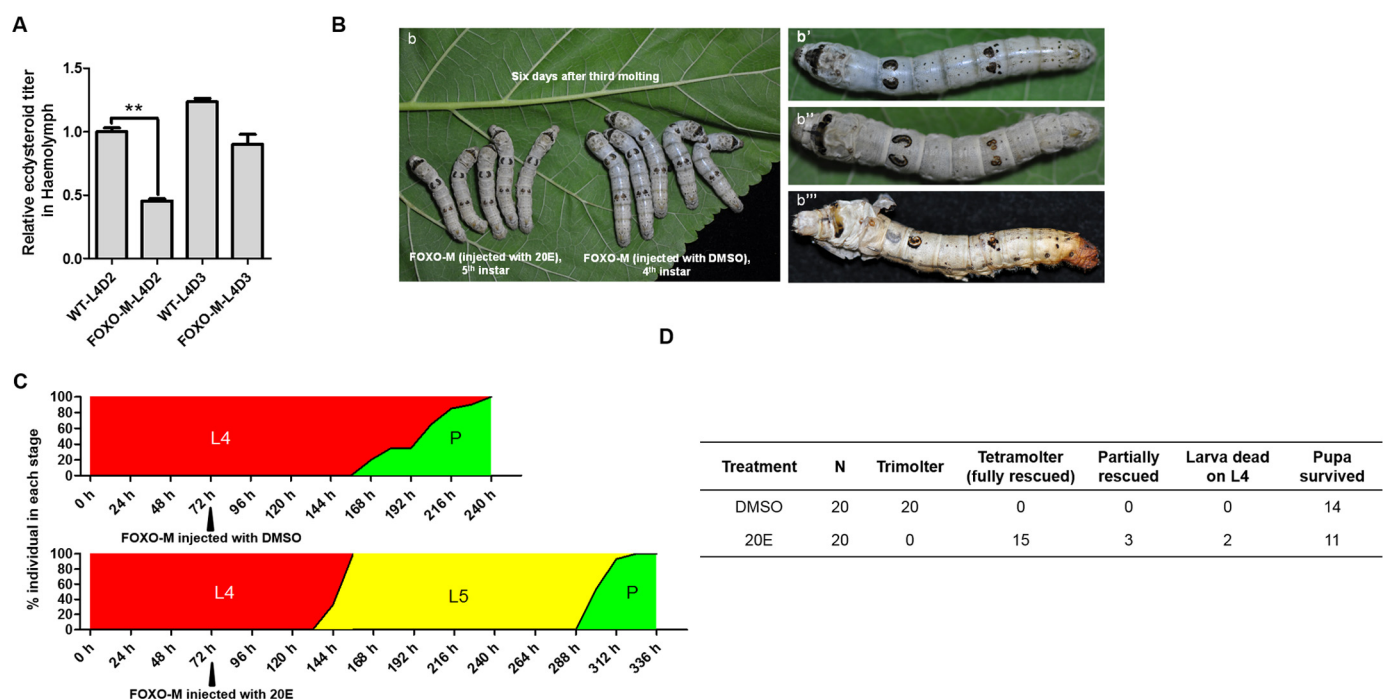 A
Relative ecdysteroid titer
in Haemolymph
1.5
1.0
0.5
0.0
**
WT-L4D2
FOXO-M-L4D2
WT-L4D3
FOXO-M-L4D3
B
b
Six days after third molting
FOXO-M (injected with 20E),
5th instar
FOXO-M (injected with DMSO),
4th instar
b'
b''
b'''
C
% individual in each stage
100
80
60
40
20
0
L4
P
0 h
24 h
48 h
72 h
96 h
120 h
144 h
168 h
192 h
216 h
240 h
FOXO-M injected with DMSO
100
80
60
40
20
0
L4
L5
P
0 h
24 h
48 h
72 h
96 h
120 h
144 h
168 h
192 h
216 h
240 h
264 h
288 h
312 h
336 h
FOXO-M injected with 20E
D
Treatment N Trimolter Tetramolter (fully rescued) Partially rescued Larva dead on L4 Pupa survived
DMSO 20 20 0 0 0 14
20E 20 0 15 3 2 11